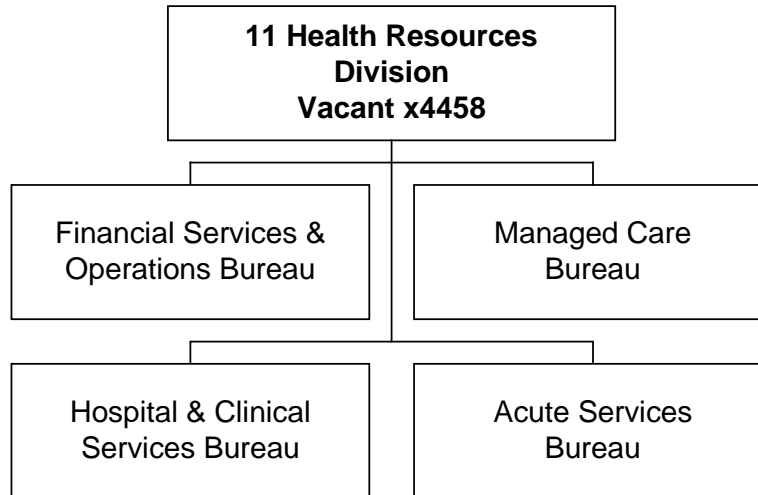 11 Health Resources
Division
Vacant x4458
Financial Services &
Operations Bureau
Managed Care
Bureau
Hospital & Clinical
Services Bureau
Acute Services
Bureau